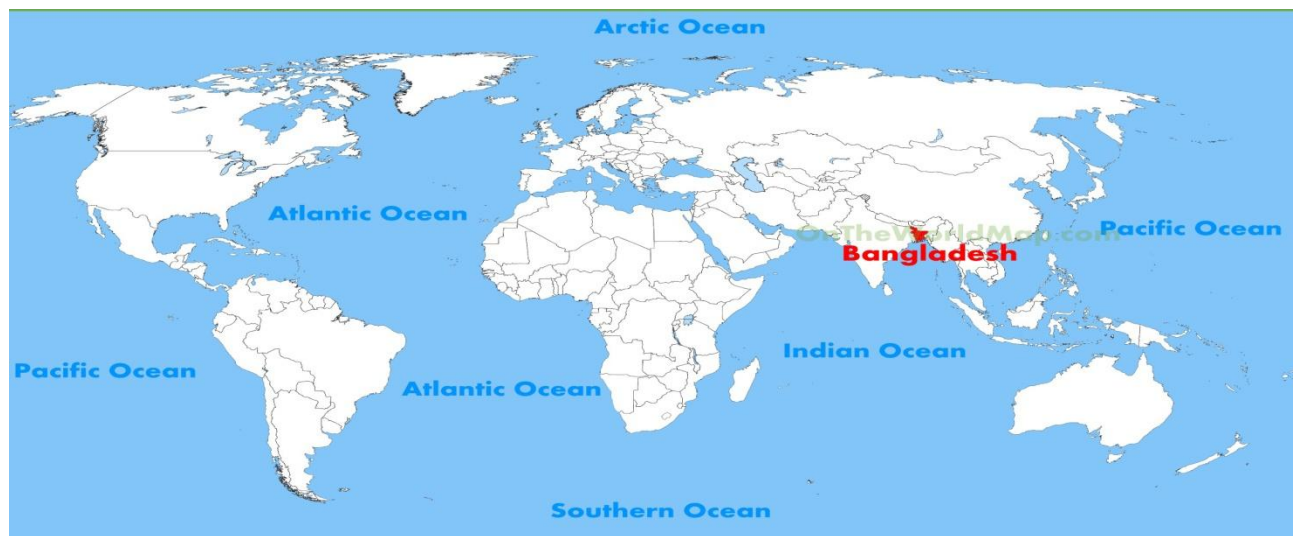 Arctic Ocean
Atlantic Ocean
OnTheWorldMap.com
Pacific Ocean
Bangladesh
Indian Ocean
Pacific Ocean
Atlantic Ocean
Southern Ocean